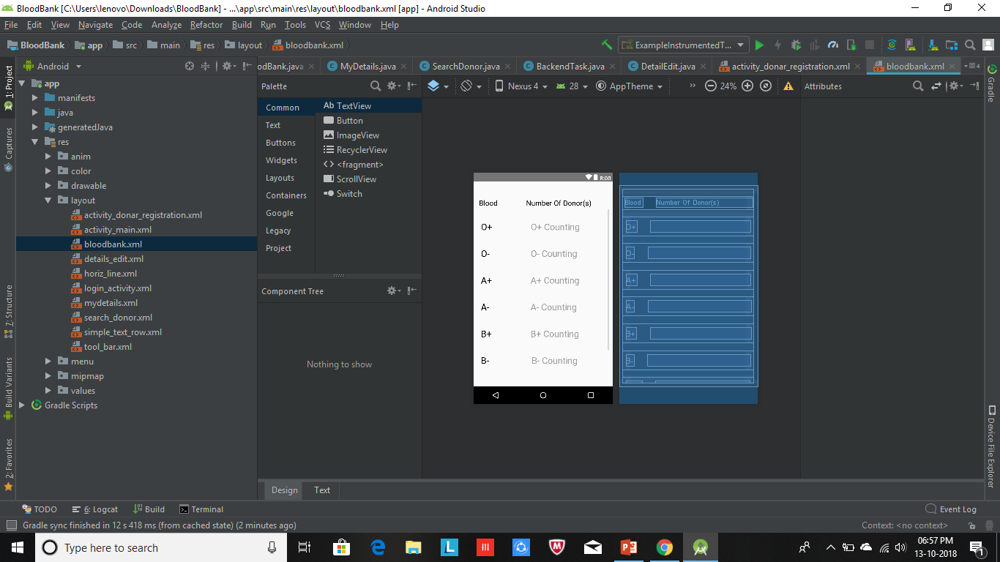 BloodBank [C:\Users\lenovo\Downloads\BloodBank] - ...\app\src\main\res\layout\bloodbank.xml [app] - Android Studio
File Edit View Navigate Code Analyze Refactor Build Run Tools VCS Window Help
BloodBank app src main res layout bloodbank.xml ExampleInstrumentedT...
Android
odBank.java MyDetails.java SearchDonor.java BackendTask.java DetailEdit.java activity_donar_registration.xml bloodbank.xml 4
1: Project
Captures
7: Structure
Build Variants
2: Favorites
app
manifests
java
generatedJava
res
anim
color
drawable
layout
activity_donar_registration.xml
activity_main.xml
bloodbank.xml
details_edit.xml
horiz_line.xml
login_activity.xml
mydetails.xml
search_donor.xml
simple_text_row.xml
tool_bar.xml
menu
mipmap
values
Gradle Scripts
Palette
Common
Text
Buttons
Widgets
Layouts
Containers
Google
Legacy
Project
Ab TextView
Button
ImageView
RecyclerView
<fragment>
ScrollView
Switch
Component Tree
Nothing to show
Nexus 4 28 AppTheme 24%
Attributes
8:00
Blood Number Of Donor(s)
O+ O+ Counting
O- O- Counting
A+ A+ Counting
A- A- Counting
B+ B+ Counting
B- B- Counting
Blood Number Of Donor(s)
O+
O-
A+
A-
B+
B-
Gradle
Device File Explorer
Design Text
TODO 6: Logcat Build Terminal Event Log
Gradle sync finished in 12 s 418 ms (from cached state) (2 minutes ago) Context: <no context>
Type here to search
L
06:57 PM
13-10-2018
1